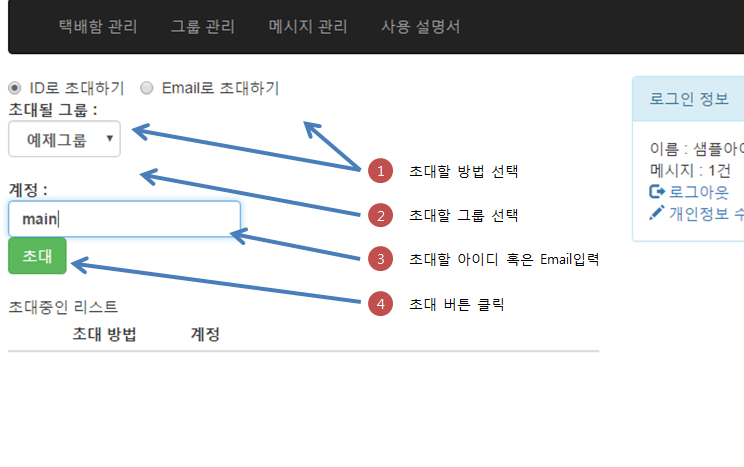 택배함 관리 그룹 관리 메시지 관리 사용 설명서
ID로 초대하기 Email로 초대하기
초대될 그룹 :
예제그룹
계정 :
main
초대
초대중인 리스트
초대 방법 계정
1 초대할 방법 선택
2 초대할 그룹 선택
3 초대할 아이디 혹은 Email입력
4 초대 버튼 클릭
로그인 정보
이름 : 샘플아이
메시지 : 1건
로그아웃
개인정보 수